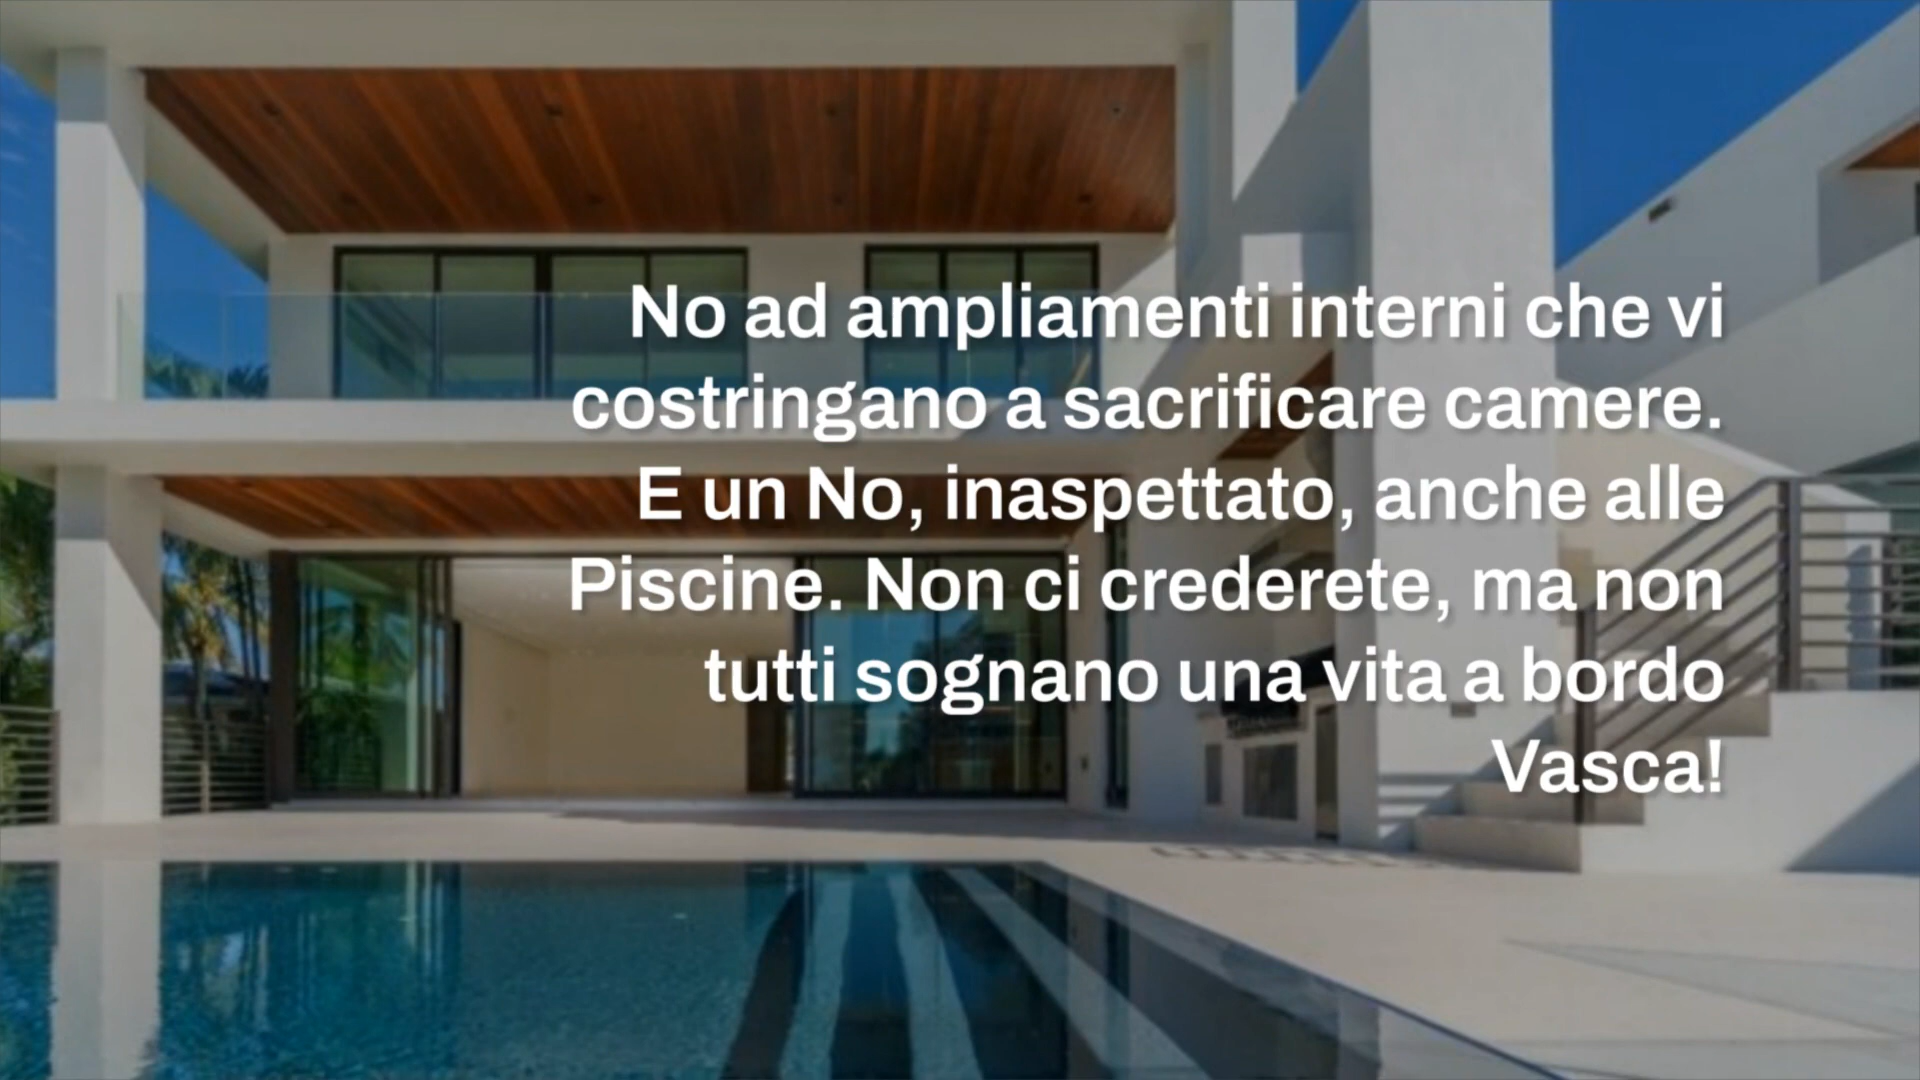 No ad ampliamenti interni che vi
costringano a sacrificare camere.
E un No, inaspettato, anche alle
Piscine. Non ci crederete, ma non
tutti sognano una vita a bordo
Vasca!